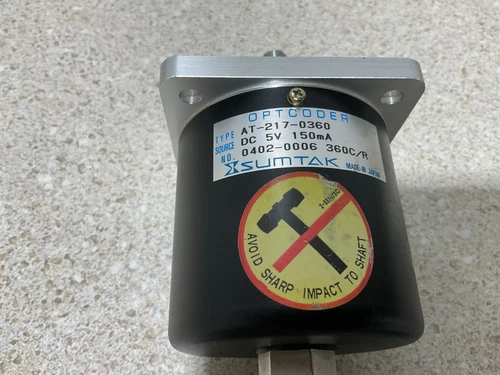 OPTCODER
TYPE AT-217-0360
SOURCE DC 5V 150mA
NO. 0402-0006 360C/R
SUMTAK MADE IN JAPAN
AVOID SHARP IMPACT TO SHAFT